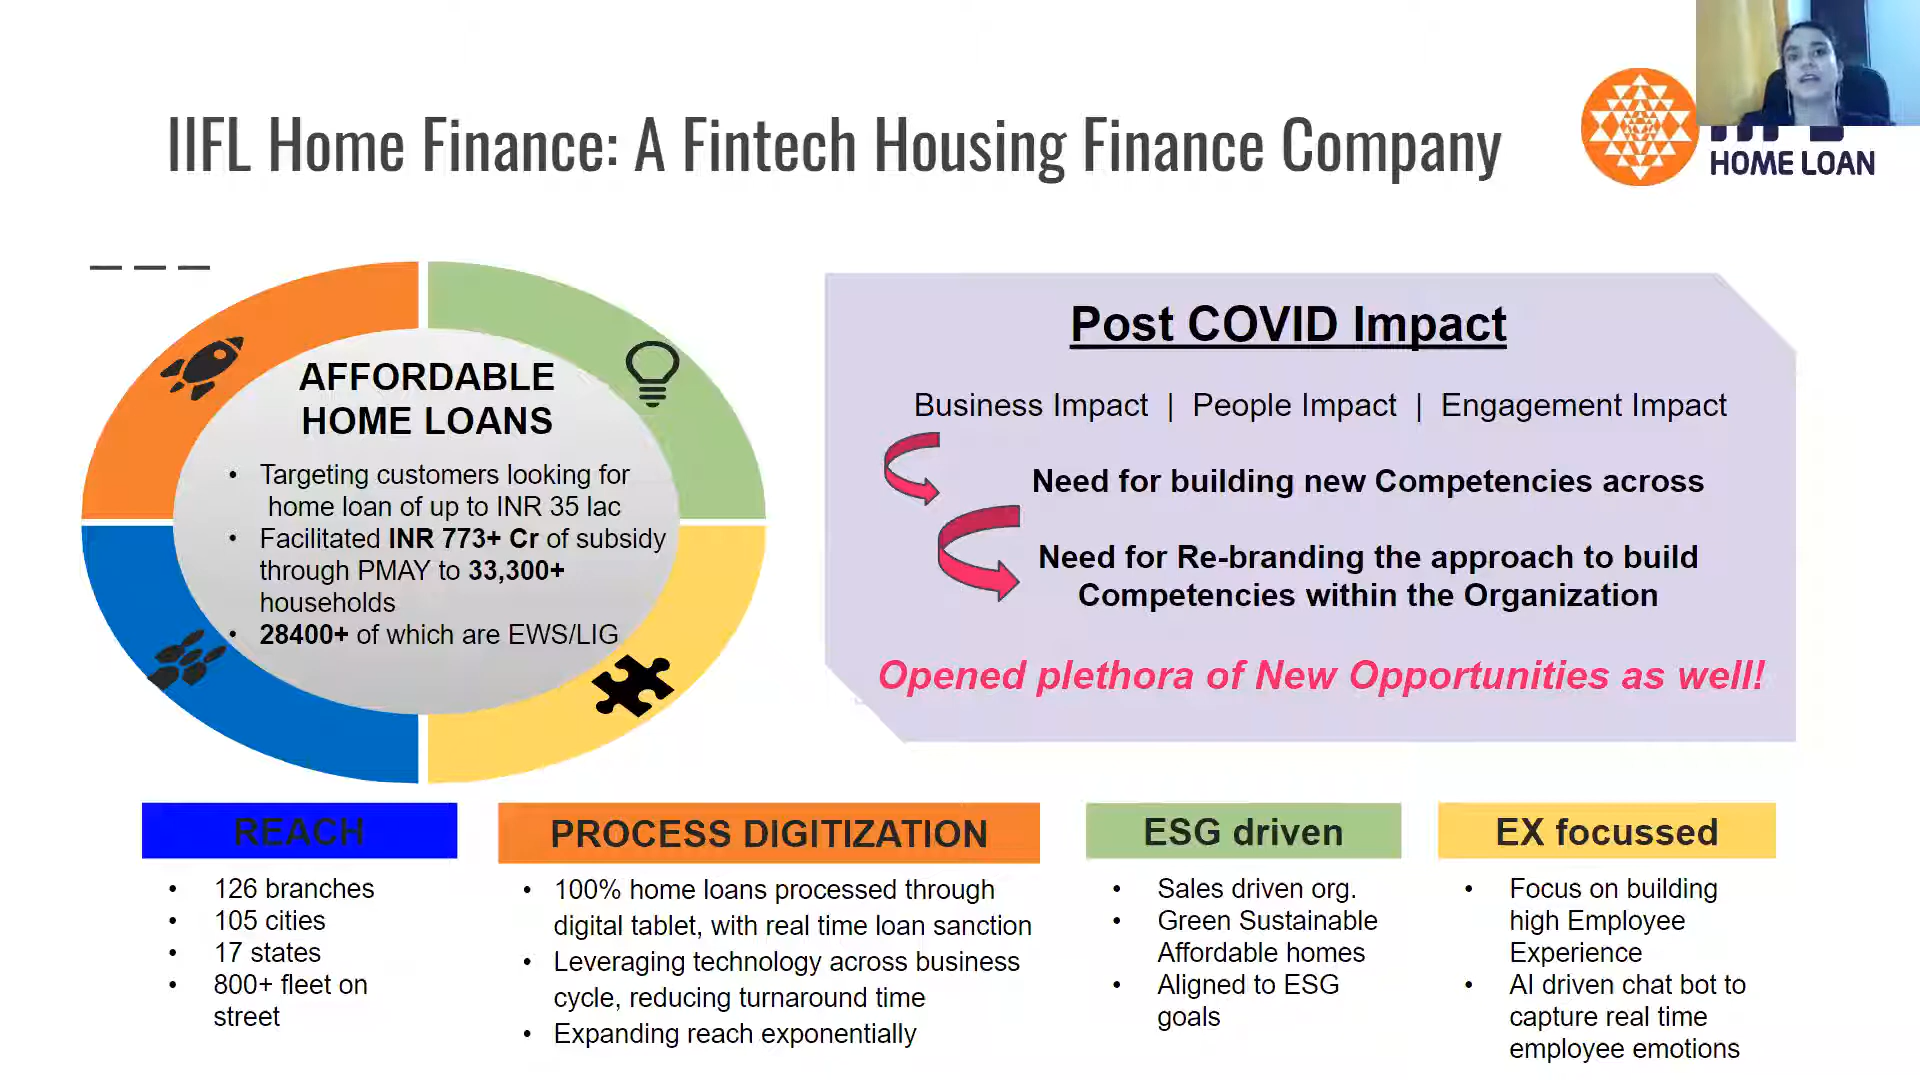 IIFL Home Finance: A Fintech Housing Finance Company
HOME LOAN
AFFORDABLE
HOME LOANS
• Targeting customers looking for
home loan of up to INR 35 lac
• Facilitated INR 773+ Cr of subsidy
through PMAY to 33,300+
households
• 28400+ of which are EWS/LIG
Post COVID Impact
Business Impact | People Impact | Engagement Impact
Need for building new Competencies across
Need for Re-branding the approach to build
Competencies within the Organization
Opened plethora of New Opportunities as well!
REACH
• 126 branches
• 105 cities
• 17 states
• 800+ fleet on
street
PROCESS DIGITIZATION
• 100% home loans processed through
digital tablet, with real time loan sanction
• Leveraging technology across business
cycle, reducing turnaround time
• Expanding reach exponentially
ESG driven
• Sales driven org.
• Green Sustainable
Affordable homes
• Aligned to ESG
goals
EX focussed
• Focus on building
high Employee
Experience
• AI driven chat bot to
capture real time
employee emotions